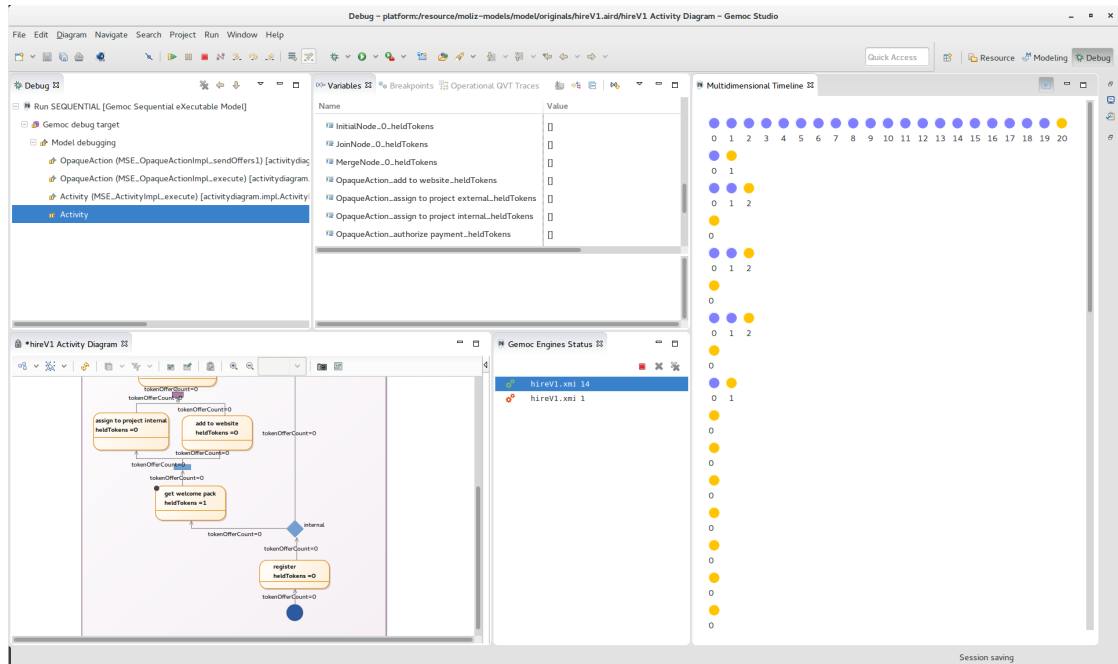 Debug – platform:/resource/moliz-models/model/originals/hireV1.aird/hireV1 Activity Diagram – Gemoc Studio
File Edit Diagram Navigate Search Project Run Window Help
Quick Access
Resource
Modeling
Debug
Debug
Run SEQUENTIAL [Gemoc Sequential eXecutable Model]
Gemoc debug target
Model debugging
OpaqueAction (MSE_OpaqueActionImpl_sendOffers1) [activitydiag
OpaqueAction (MSE_OpaqueActionImpl_execute) [activitydiagram.
Activity (MSE_ActivityImpl_execute) [activitydiagram.impl.Activity
Activity
Variables Breakpoints Operational QVT Traces
Name Value
InitialNode_0_heldTokens []
JoinNode_0_heldTokens []
MergeNode_0_heldTokens []
OpaqueAction_add to website_heldTokens []
OpaqueAction_assign to project external_heldTokens []
OpaqueAction_assign to project internal_heldTokens []
OpaqueAction_authorize payment_heldTokens []
Multidimensional Timeline
0 1 2 3 4 5 6 7 8 9 10 11 12 13 14 15 16 17 18 19 20
0 1
0 1 2
0
0 1 2
0
0 1 2
0
0 1
0
0
0
0
0
0
0
*hireV1 Activity Diagram
tokenOfferCount=0
tokenOfferCount=0
tokenOfferCount=0
assign to project internal
heldTokens =0
add to website
heldTokens =0
tokenOfferCount=0
tokenOfferCount=0
tokenOfferCount=0
tokenOfferCount=0
get welcome pack
heldTokens =1
internal
tokenOfferCount=0
tokenOfferCount=0
register
heldTokens =0
tokenOfferCount=0
Gemoc Engines Status
hireV1.xmi 14
hireV1.xmi 1
Session saving